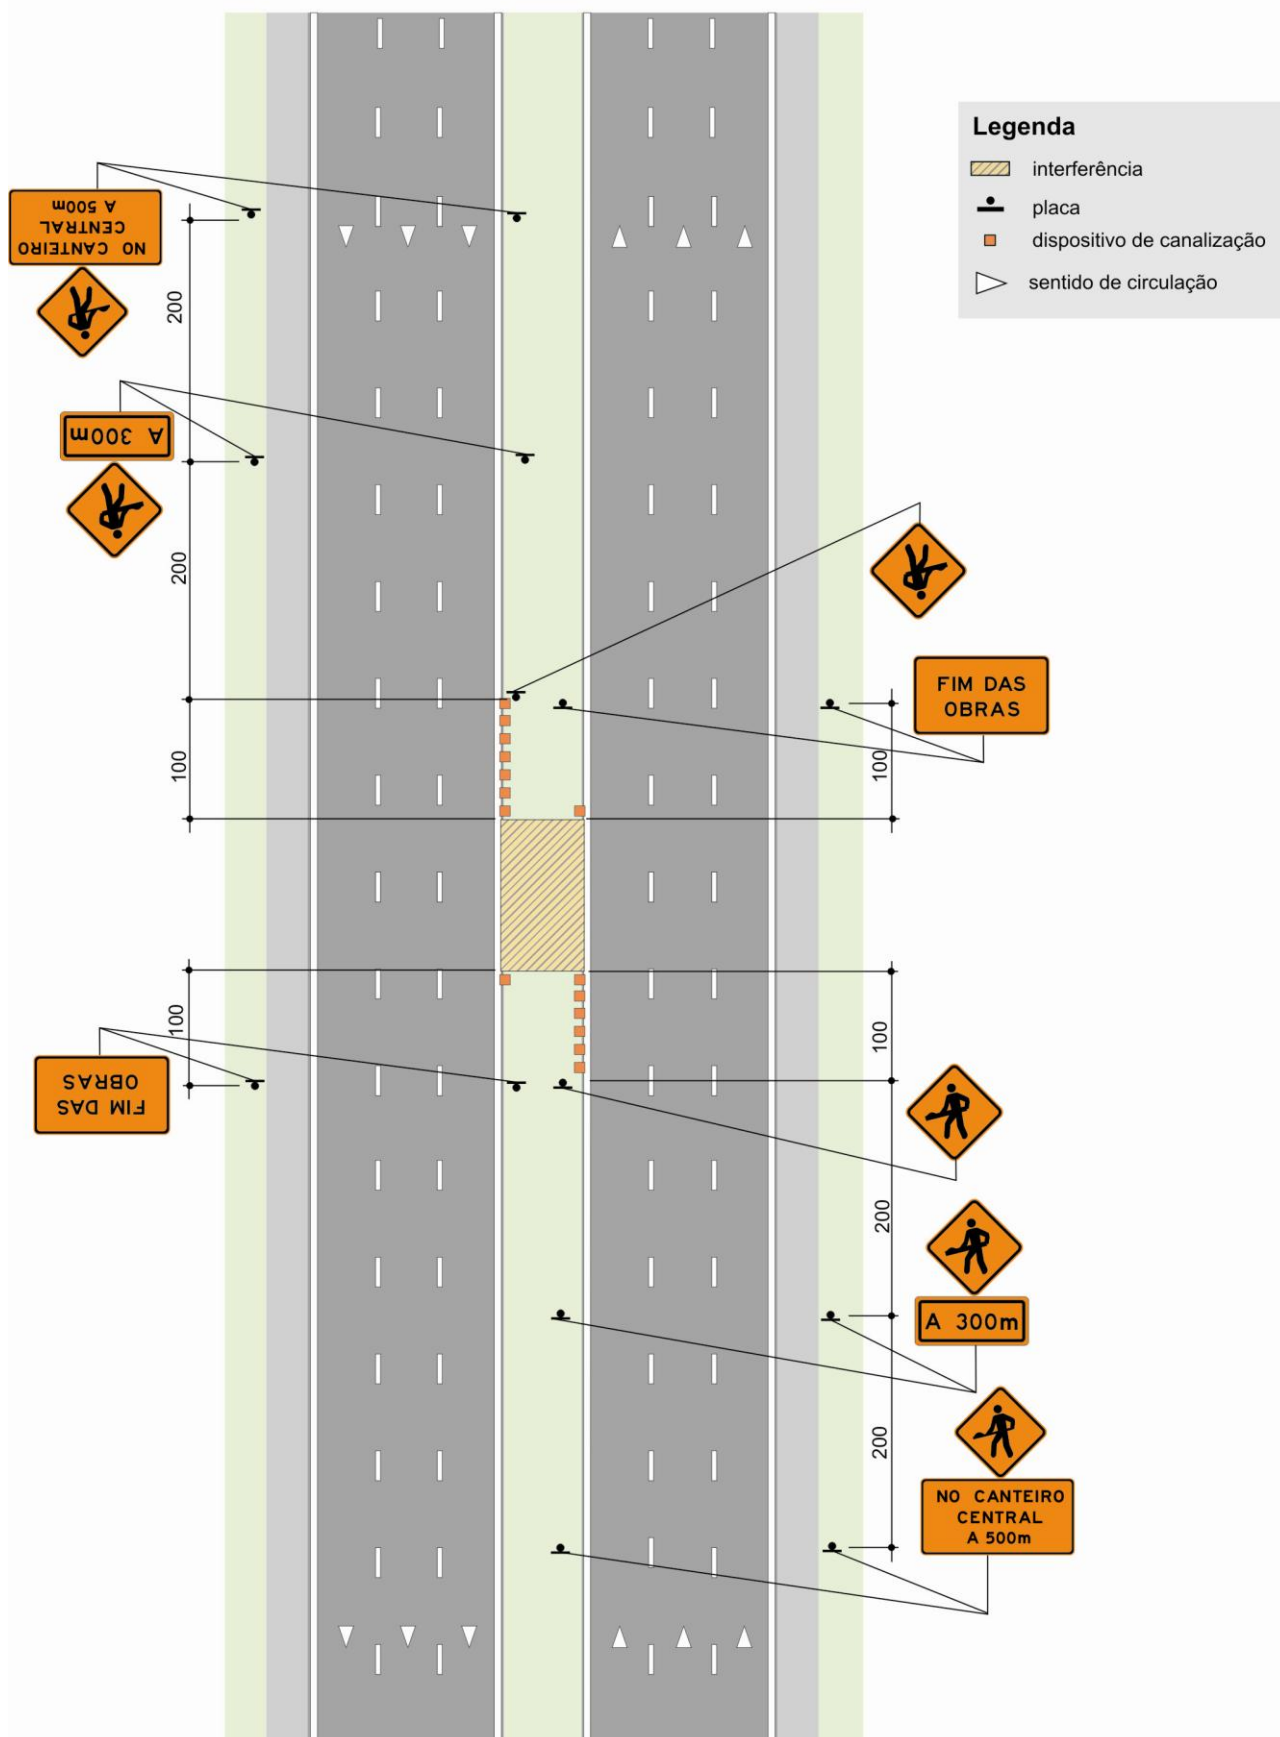 Legenda
interferência
placa
dispositivo de canalização
sentido de circulação
NO CANTEIRO
CENTRAL
A 500m
200
A 300m
200
100
FIM DAS
OBRAS
100
100
FIM DAS
OBRAS
100
200
A 300m
200
NO CANTEIRO
CENTRAL
A 500m